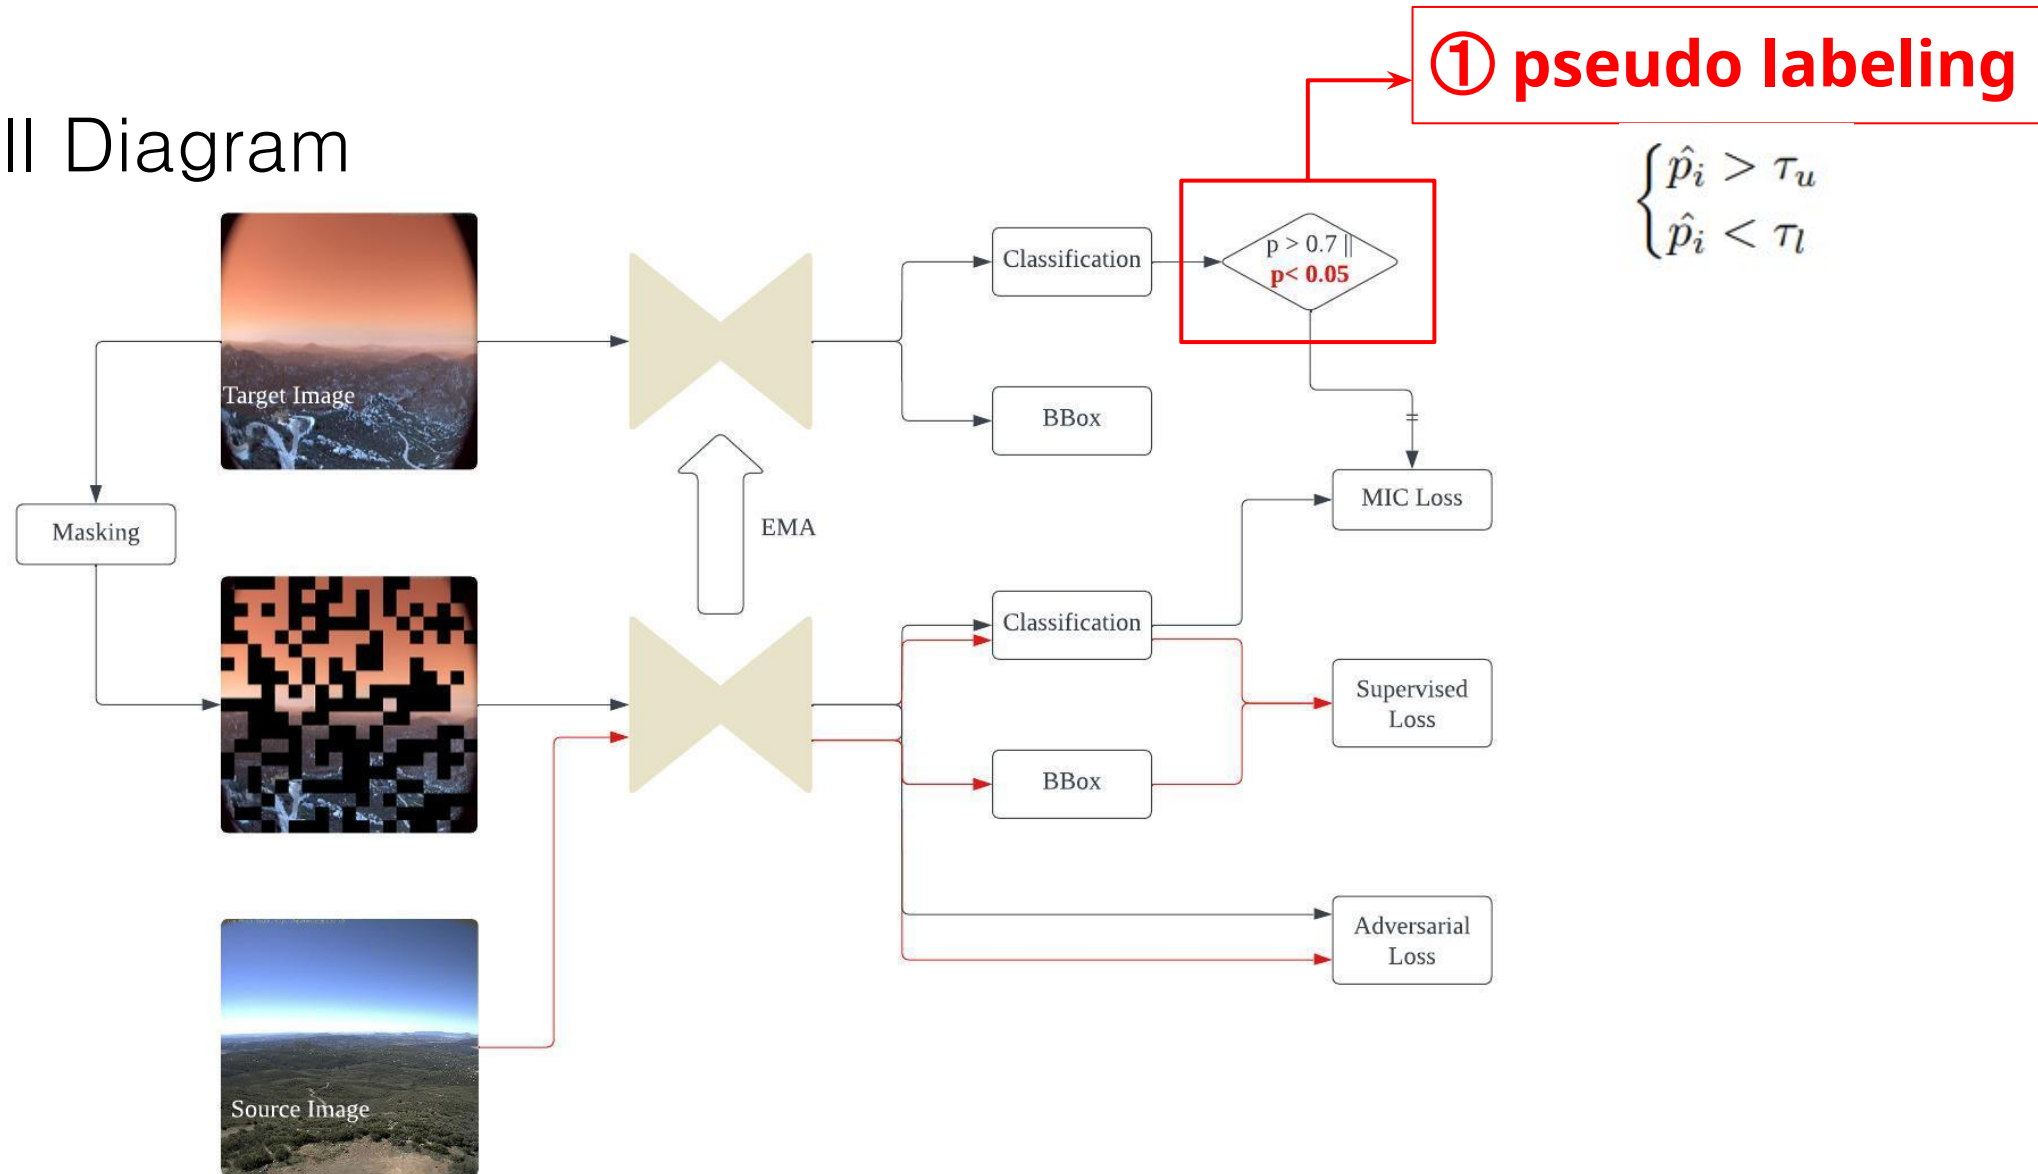 ① pseudo labeling
ll Diagram
p̂ᵢ > τᵤ
p̂ᵢ < τₗ
Classification
p > 0.7 ||
p< 0.05
Target Image
BBox
MIC Loss
Masking
EMA
Classification
Supervised
Loss
BBox
Adversarial
Loss
Source Image